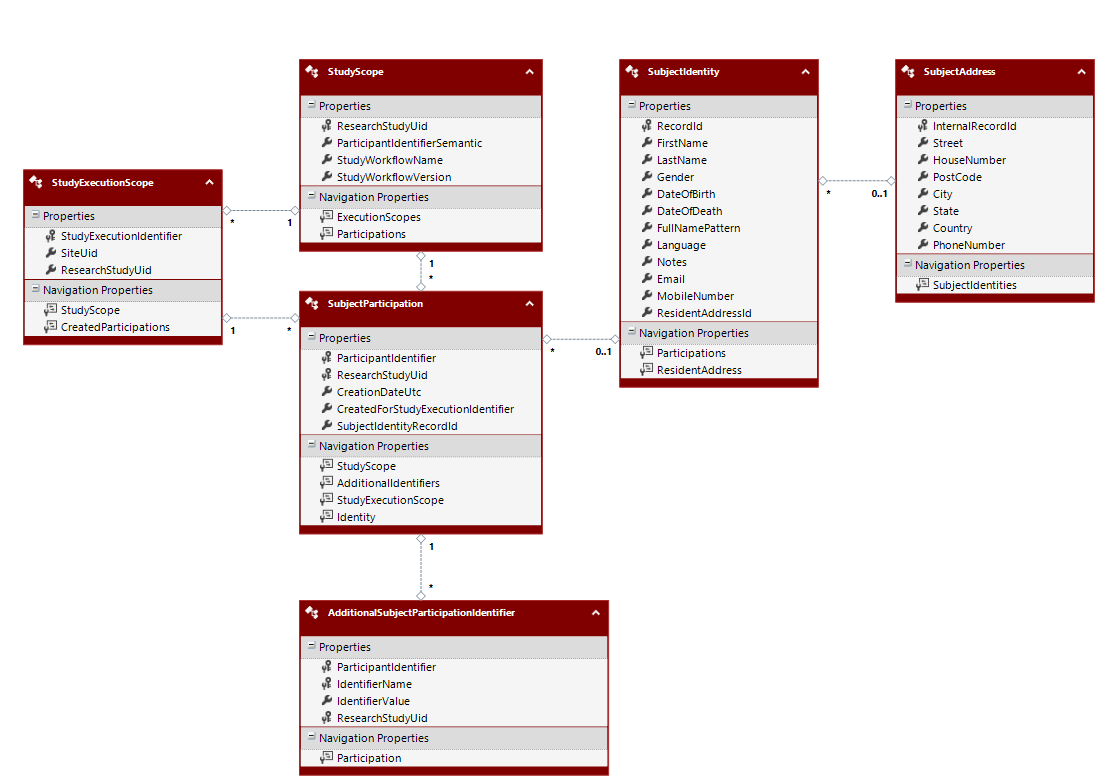 StudyScope
Properties
ResearchStudyUid
ParticipantIdentifierSemantic
StudyWorkflowName
StudyWorkflowVersion
Navigation Properties
ExecutionScopes
Participations
SubjectIdentity
Properties
RecordId
FirstName
LastName
Gender
DateOfBirth
DateOfDeath
FullNamePattern
Language
Notes
Email
MobileNumber
ResidentAddressId
Navigation Properties
Participations
ResidentAddress
SubjectAddress
Properties
InternalRecordId
Street
HouseNumber
PostCode
City
State
Country
PhoneNumber
Navigation Properties
SubjectIdentities
* 0..1
StudyExecutionScope
Properties
StudyExecutionIdentifier
SiteUid
ResearchStudyUid
Navigation Properties
StudyScope
CreatedParticipations
* 1
1
*
1 *
SubjectParticipation
Properties
ParticipantIdentifier
ResearchStudyUid
CreationDateUtc
CreatedForStudyExecutionIdentifier
SubjectIdentityRecordId
Navigation Properties
StudyScope
AdditionalIdentifiers
StudyExecutionScope
Identity
* 0..1
1
*
AdditionalSubjectParticipationIdentifier
Properties
ParticipantIdentifier
IdentifierName
IdentifierValue
ResearchStudyUid
Navigation Properties
Participation